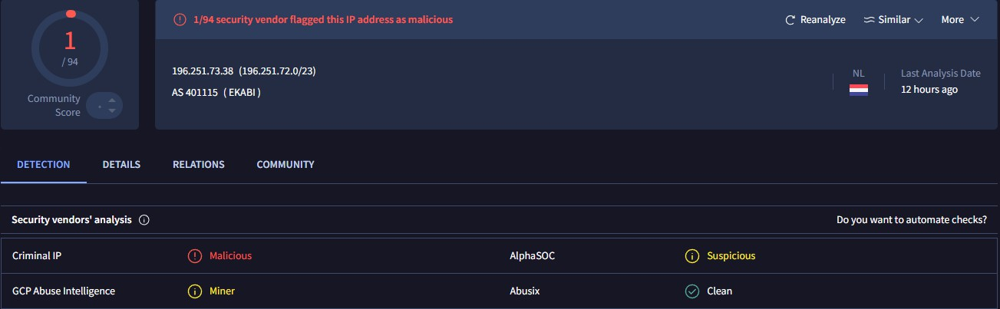 1
/ 94
Community
Score
1/94 security vendor flagged this IP address as malicious
Reanalyze
Similar
More
196.251.73.38 (196.251.72.0/23)
AS 401115 ( EKABI )
NL
Last Analysis Date
12 hours ago
DETECTION
DETAILS
RELATIONS
COMMUNITY
Security vendors' analysis
Do you want to automate checks?
Criminal IP
Malicious
AlphaSOC
Suspicious
GCP Abuse Intelligence
Miner
Abusix
Clean